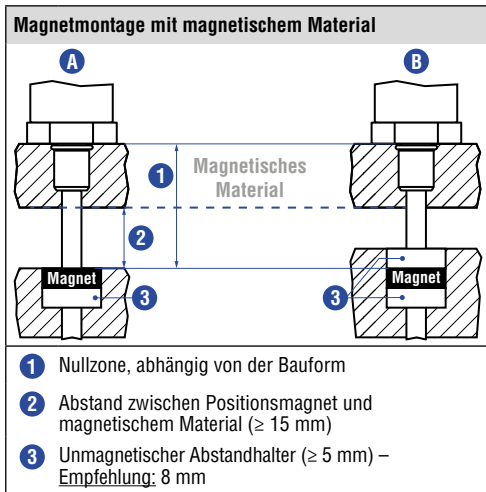 Magnetmontage mit magnetischem Material
A
B
1
Magnetisches
Material
2
Magnet
Magnet
3
3
1 Nullzone, abhängig von der Bauform
2 Abstand zwischen Positionsmagnet und
magnetischem Material (≥ 15 mm)
3 Unmagnetischer Abstandhalter (≥ 5 mm) –
Empfehlung: 8 mm